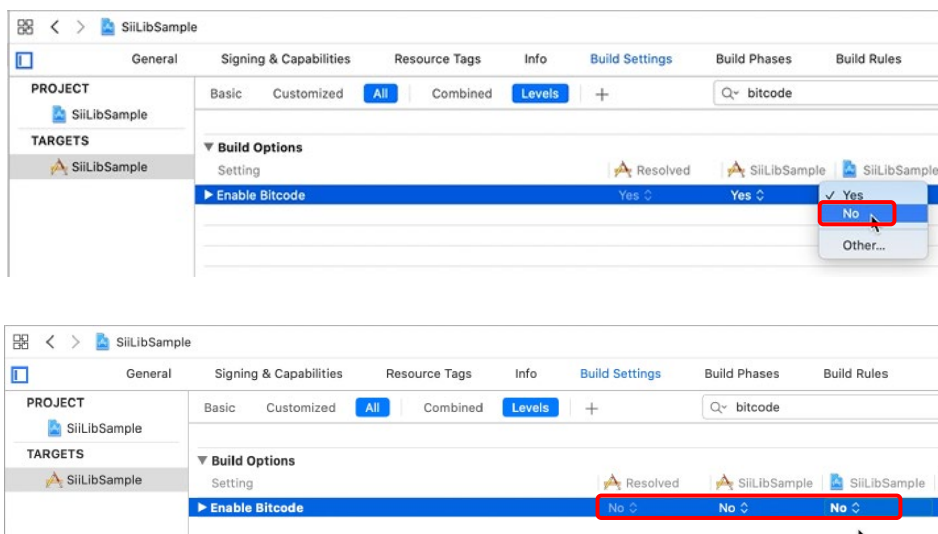 SiiLibSample
General Signing & Capabilities Resource Tags Info Build Settings Build Phases Build Rules
PROJECT
Basic Customized All Combined Levels + bitcode
SiiLibSample
TARGETS
Build Options
SiiLibSample
Setting Resolved SiiLibSample SiiLibSample
Enable Bitcode Yes Yes Yes
No
Other...
SiiLibSample
General Signing & Capabilities Resource Tags Info Build Settings Build Phases Build Rules
PROJECT
Basic Customized All Combined Levels + bitcode
SiiLibSample
TARGETS
Build Options
SiiLibSample
Setting Resolved SiiLibSample SiiLibSample
Enable Bitcode No No No